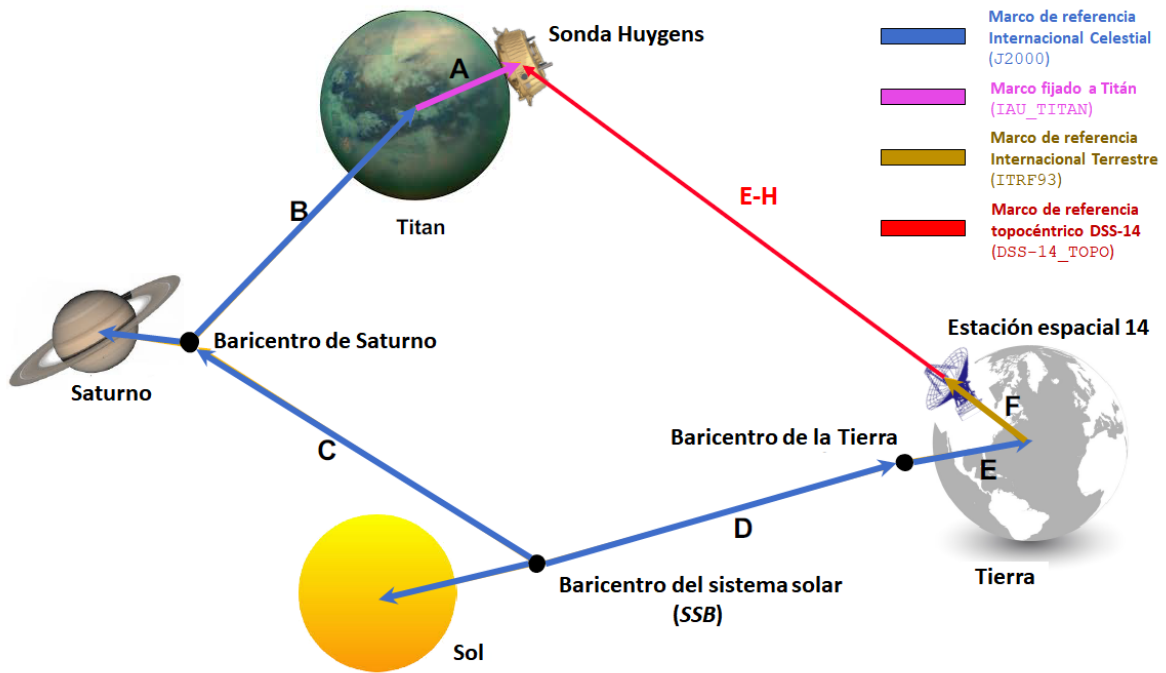 Sonda Huygens
A
Titan
B
E-H
Marco de referencia
Internacional Celestial
(J2000)
Marco fijado a Titán
(IAU_TITAN)
Marco de referencia
Internacional Terrestre
(ITRF93)
Marco de referencia
topocéntrico DSS-14
(DSS-14_TOPO)
Baricentro de Saturno
Saturno
Estación espacial 14
F
Baricentro de la Tierra
E
C
D
Baricentro del sistema solar
(SSB)
Tierra
Sol